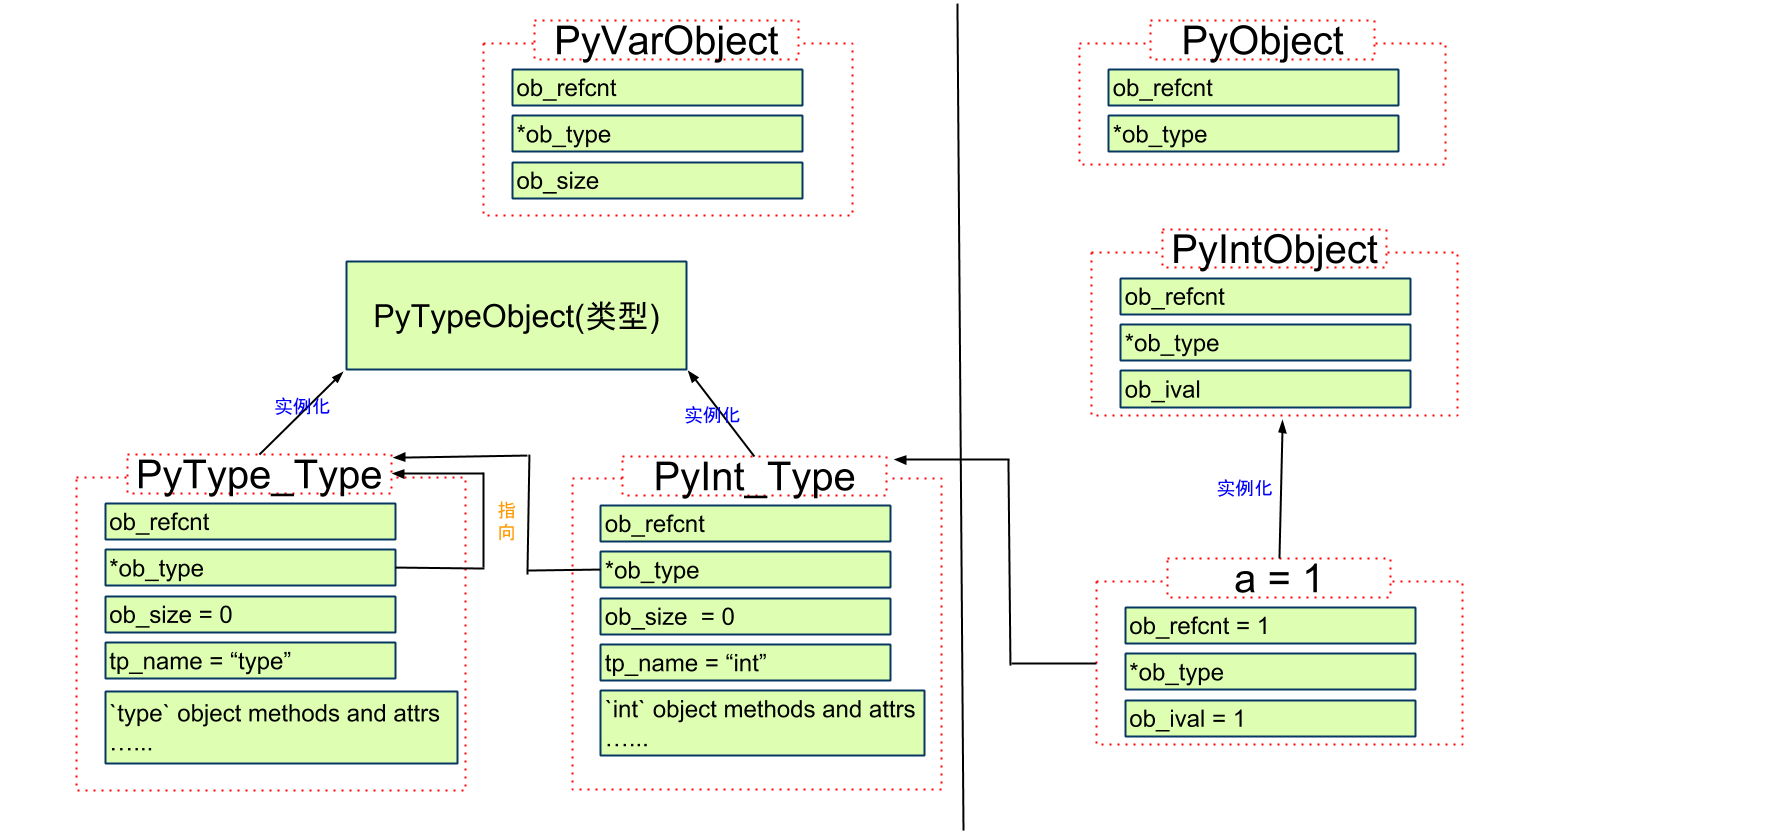 PyVarObject
ob_refcnt
*ob_type
ob_size
PyObject
ob_refcnt
*ob_type
PyTypeObject(类型)
PyIntObject
ob_refcnt
*ob_type
ob_ival
实例化
实例化
实例化
PyType_Type
ob_refcnt
*ob_type
ob_size = 0
tp_name = “type”
`type` object methods and attrs
…...
指
向
PyInt_Type
ob_refcnt
*ob_type
ob_size  = 0
tp_name = “int”
`int` object methods and attrs
…...
a = 1
ob_refcnt = 1
*ob_type
ob_ival = 1